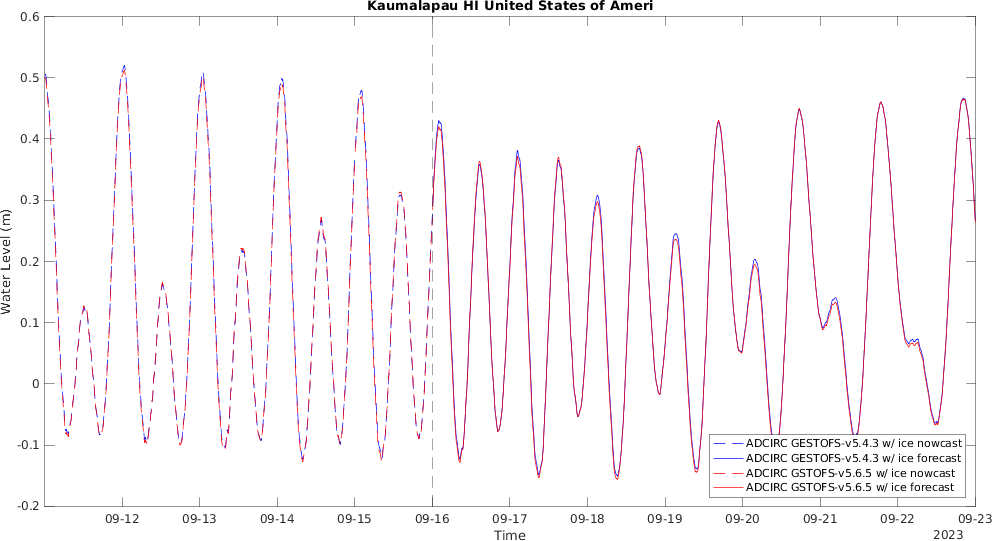 Kaumalapau HI United States of Ameri
0.6
0.5
0.4
0.3
0.2
0.1
0
-0.1
-0.2
Water Level (m)
ADCIRC GESTOFS-v5.4.3 w/ ice nowcast
ADCIRC GESTOFS-v5.4.3 w/ ice forecast
ADCIRC GSTOFS-v5.6.5 w/ ice nowcast
ADCIRC GSTOFS-v5.6.5 w/ ice forecast
09-12 09-13 09-14 09-15 09-16 09-17 09-18 09-19 09-20 09-21 09-22 09-23
Time
2023